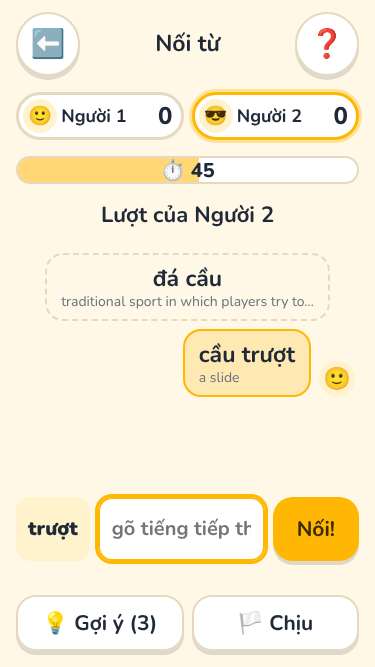 Nối từ
Người 1 0
Người 2 0
45
Lượt của Người 2
đá cầu
traditional sport in which players try to...
cầu trượt
a slide
trượt
gõ tiếng tiếp th
Nối!
Gợi ý (3)
Chịu